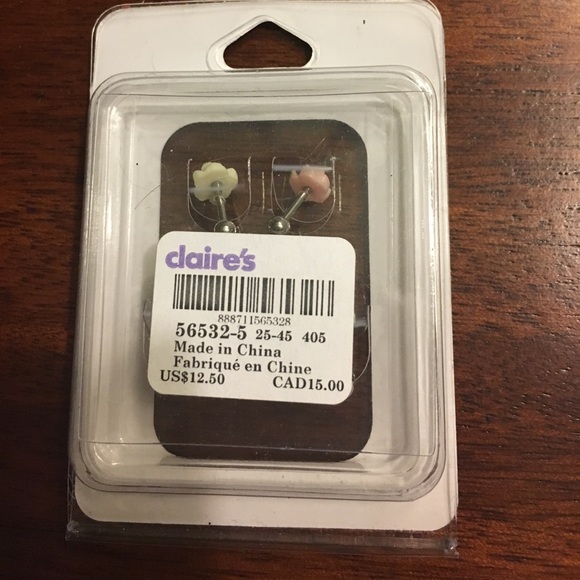 claire's
888711565328
56532-5 25-45 405
Made in China
Fabriqué en Chine
US$12.50 CAD15.00